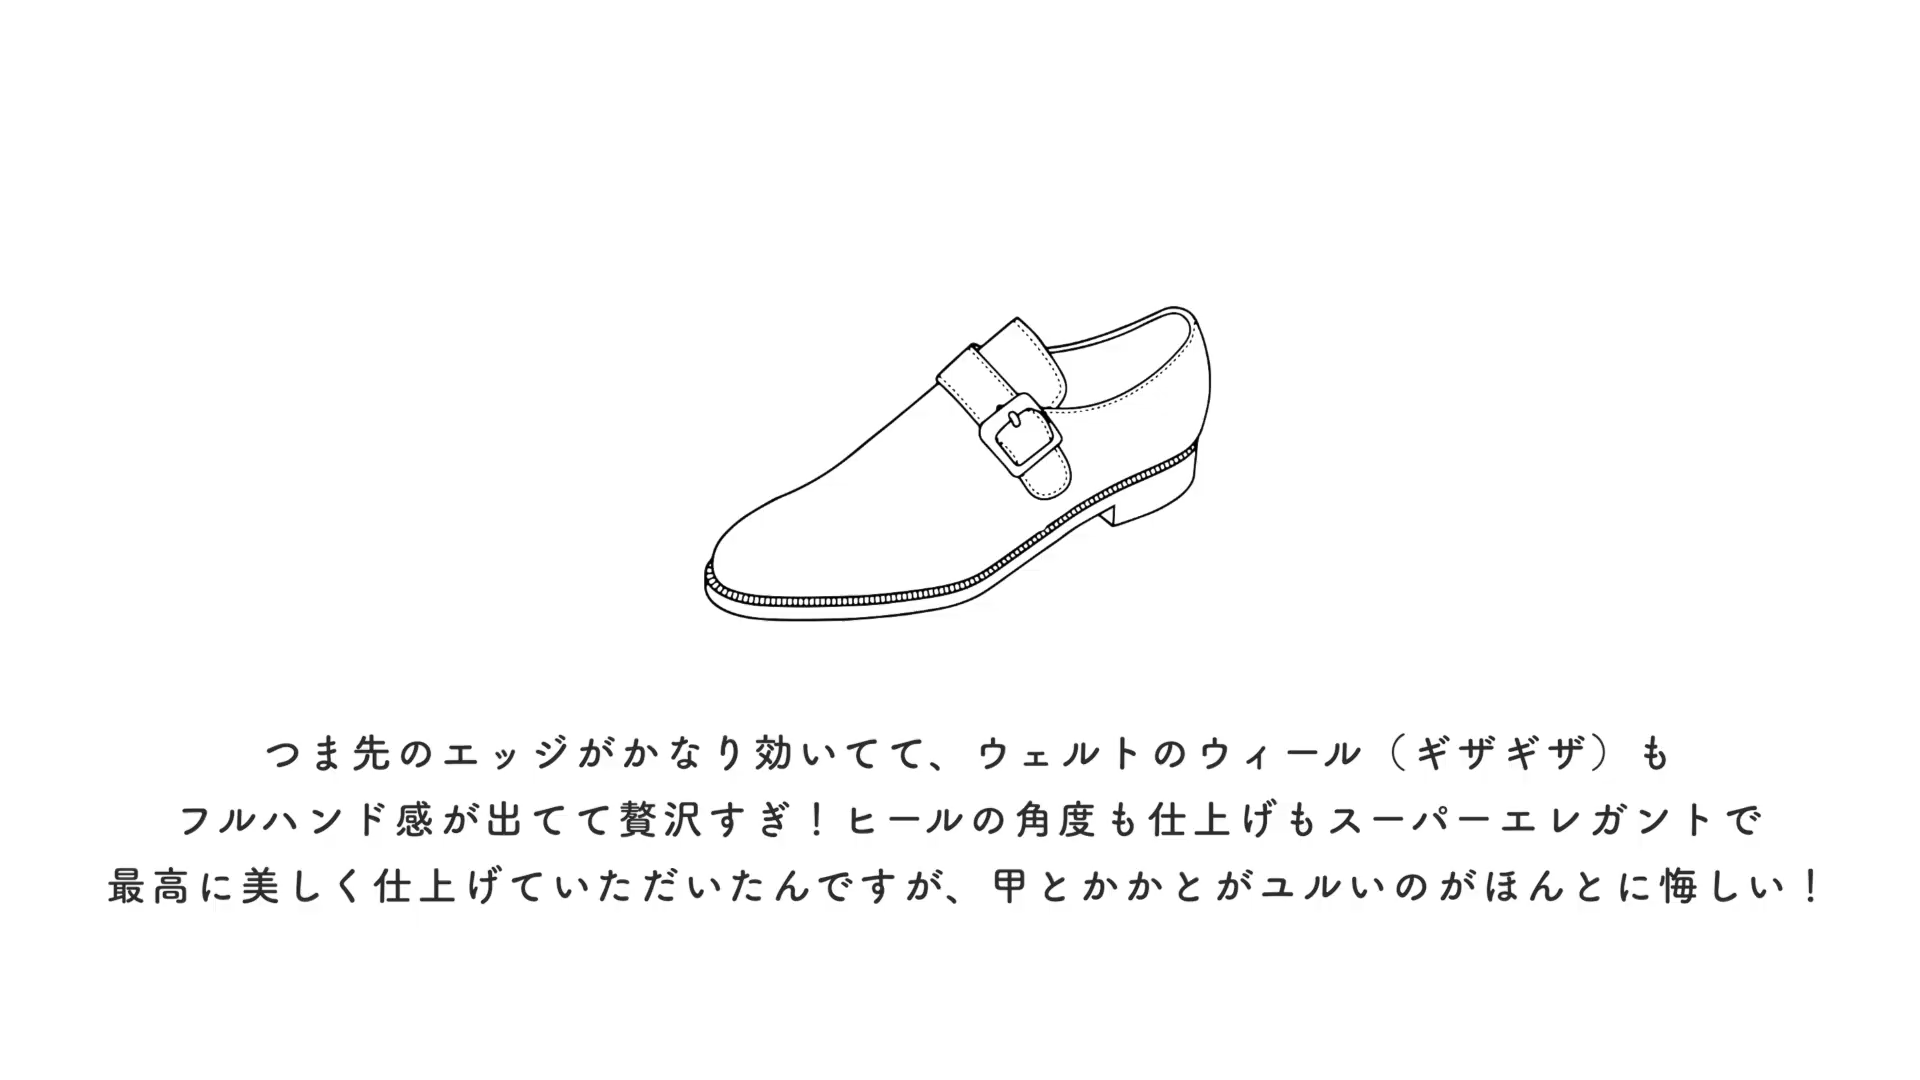 つま先のエッジがかなり効いてて、ウェルトのウィール（ギザギザ）も
フルハンド感が出てて贅沢すぎ！ヒールの角度も仕上げもスーパーエレガントで
最高に美しく仕上げていただいたんですが、甲とかかとがユルいのがほんとに悔しい！